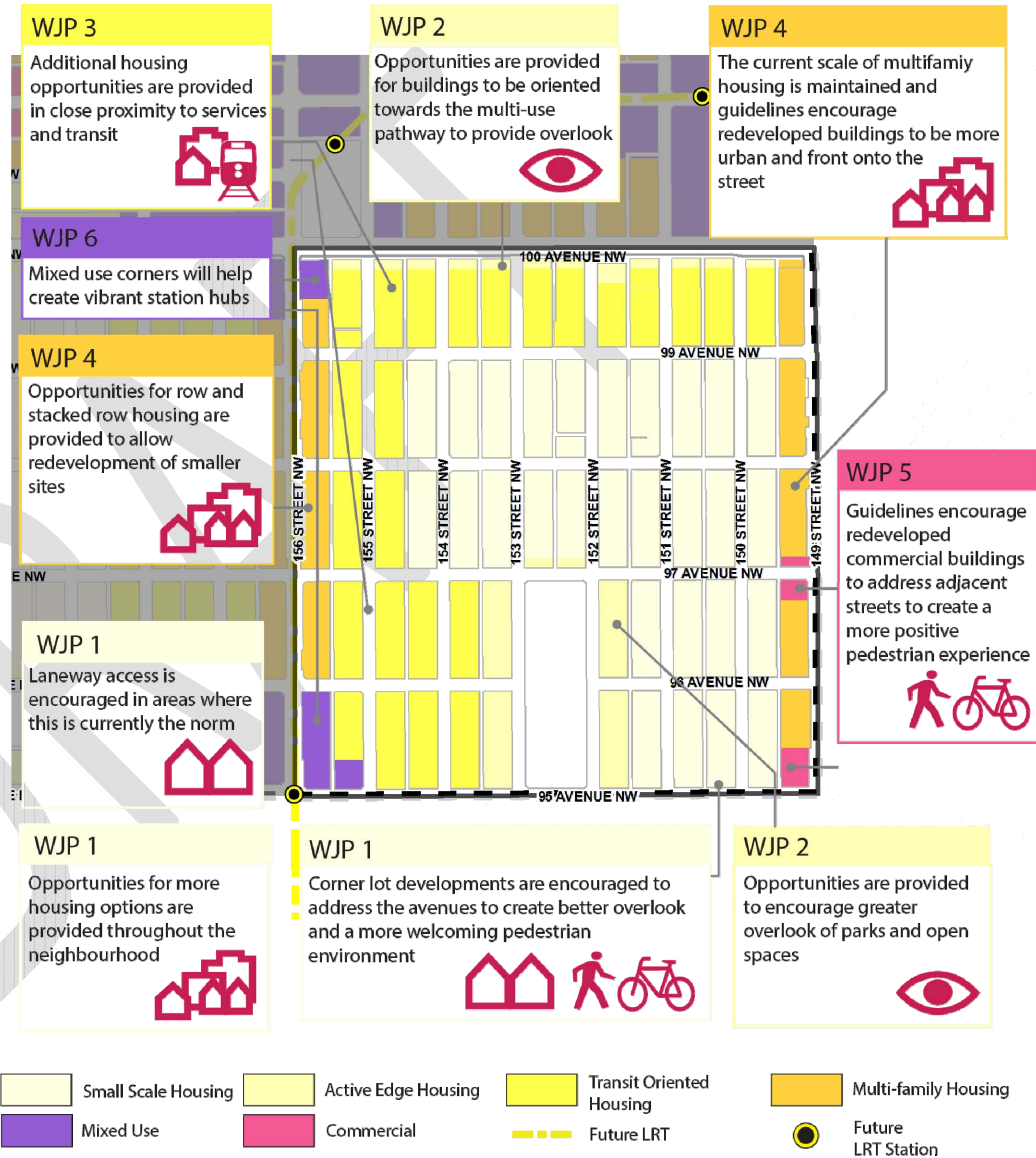 WJP 3
Additional housing
opportunities are provided
in close proximity to services
and transit
WJP 2
Opportunities are provided
for buildings to be oriented
towards the multi-use
pathway to provide overlook
WJP 4
The current scale of multifamiy
housing is maintained and
guidelines encourage
redeveloped buildings to be more
urban and front onto the
street
WJP 6
Mixed use corners will help
create vibrant station hubs
WJP 4
Opportunities for row and
stacked row housing are
provided to allow
redevelopment of smaller
sites
100 AVENUE NW
99 AVENUE NW
156 STREET NW
155 STREET NW
154 STREET NW
153 STREET NW
152 STREET NW
151 STREET NW
150 STREET NW
149 STREET NW
97 AVENUE NW
96 AVENUE NW
95 AVENUE NW
E NW
WJP 5
Guidelines encourage
redeveloped
commercial buildings
to address adjacent
streets to create a
more positive
pedestrian experience
WJP 1
Laneway access is
encouraged in areas where
this is currently the norm
WJP 1
Opportunities for more
housing options are
provided throughout the
neighbourhood
WJP 1
Corner lot developments are encouraged to
address the avenues to create better overlook
and a more welcoming pedestrian
environment
WJP 2
Opportunities are provided
to encourage greater
overlook of parks and open
spaces
Small Scale Housing
Active Edge Housing
Transit Oriented
Housing
Multi-family Housing
Mixed Use
Commercial
Future LRT
Future
LRT Station